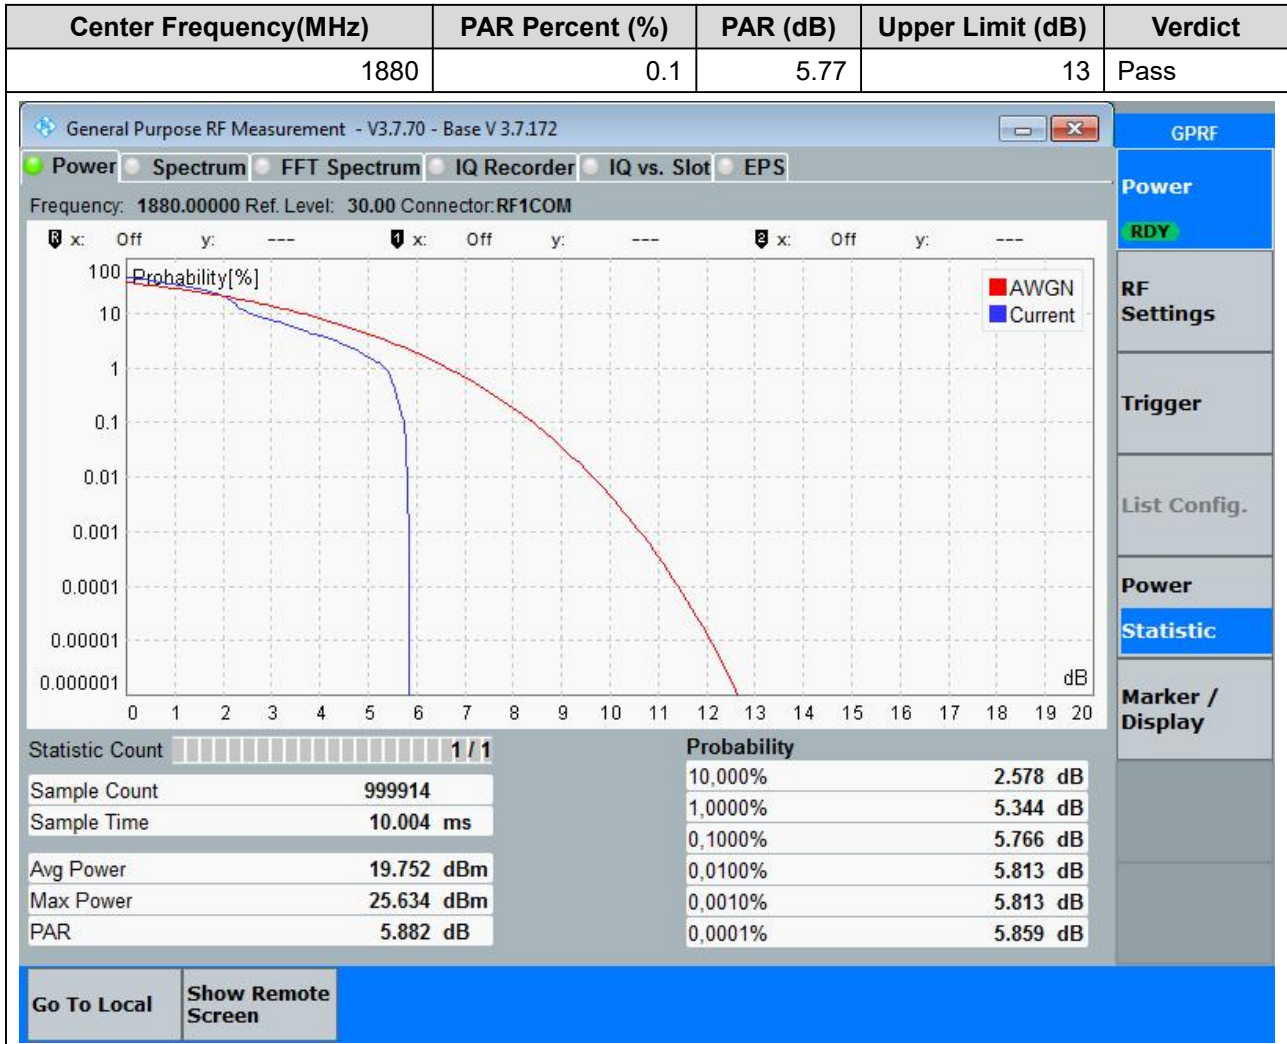 Center Frequency(MHz) PAR Percent (%) PAR (dB) Upper Limit (dB) Verdict
1880 0.1 5.77 13 Pass
General Purpose RF Measurement - V3.7.70 - Base V 3.7.172
GPRF
Power Spectrum FFT Spectrum IQ Recorder IQ vs. Slot EPS
Frequency: 1880.00000 Ref. Level: 30.00 Connector: RF1COM
R x: Off y: --- 1 x: Off y: --- 2 x: Off y: ---
Probability[%]
AWGN
Current
100
10
1
0.1
0.01
0.001
0.0001
0.00001
0.000001
dB
0 1 2 3 4 5 6 7 8 9 10 11 12 13 14 15 16 17 18 19 20
Statistic Count 1 / 1
Sample Count 999914
Sample Time 10.004 ms
Avg Power 19.752 dBm
Max Power 25.634 dBm
PAR 5.882 dB
Probability
10,000% 2.578 dB
1,0000% 5.344 dB
0,1000% 5.766 dB
0,0100% 5.813 dB
0,0010% 5.813 dB
0,0001% 5.859 dB
Power
RDY
RF
Settings
Trigger
List Config.
Power
Statistic
Marker /
Display
Go To Local
Show Remote
Screen